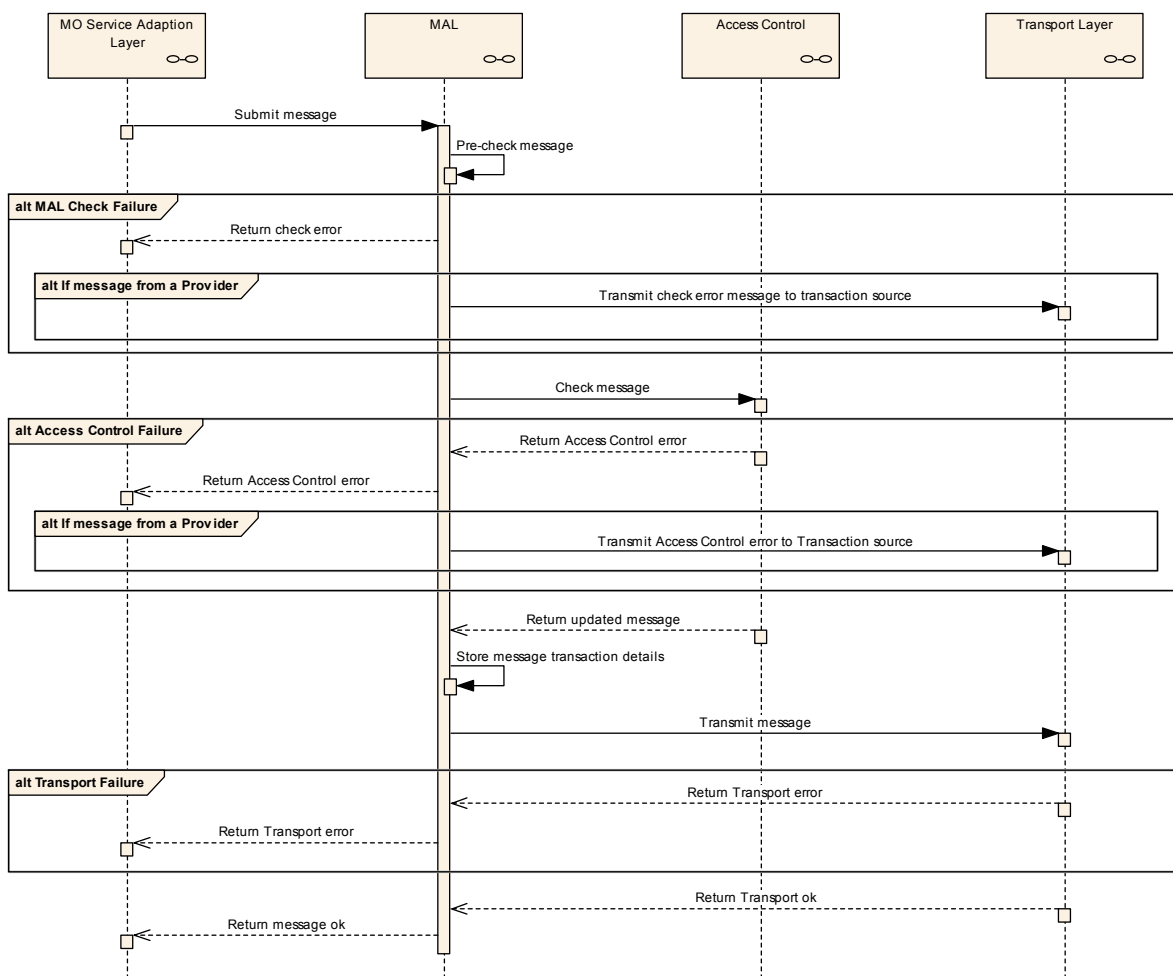 MO Service Adaption
Layer
MAL
Access Control
Transport Layer
Submit message
Pre-check message
alt MAL Check Failure
Return check error
alt If message from a Provider
Transmit check error message to transaction source
Check message
alt Access Control Failure
Return Access Control error
Return Access Control error
alt If message from a Provider
Transmit Access Control error to Transaction source
Return updated message
Store message transaction details
Transmit message
alt Transport Failure
Return Transport error
Return Transport error
Return Transport ok
Return message ok